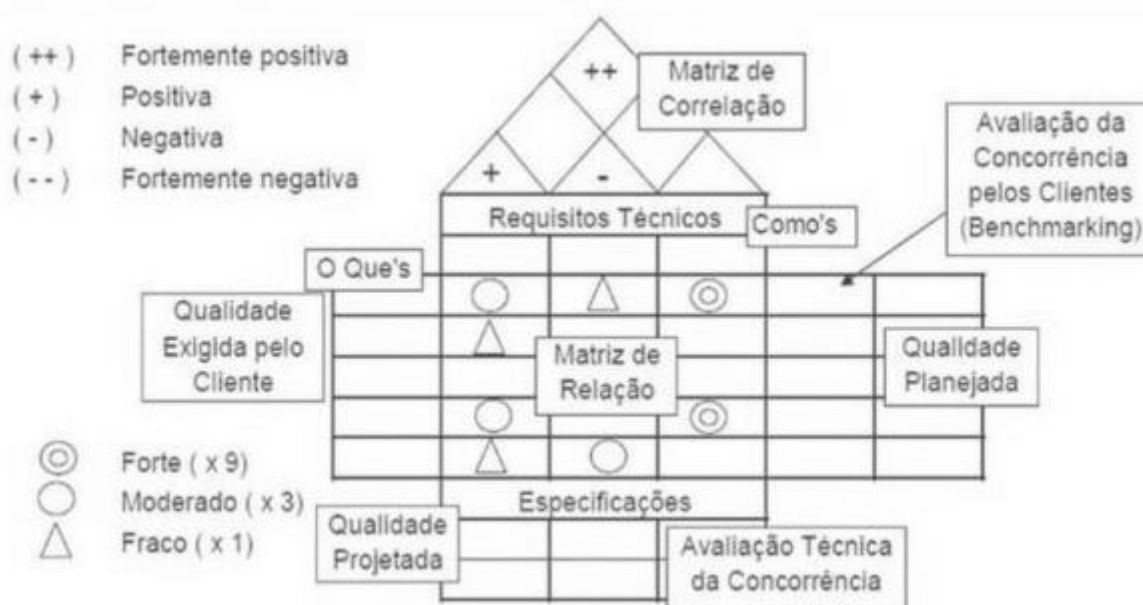 ( ++ ) Fortemente positiva
( + ) Positiva
( - ) Negativa
( - - ) Fortemente negativa
++
+
-
Matriz de
Correlação
Avaliação da
Concorrência
pelos Clientes
(Benchmarking)
Requisitos Técnicos
Como's
O Que's
Qualidade
Exigida pelo
Cliente
Matriz de
Relação
Qualidade
Planejada
Forte ( x 9)
Moderado ( x 3)
Fraco ( x 1)
Especificações
Qualidade
Projetada
Avaliação Técnica
da Concorrência